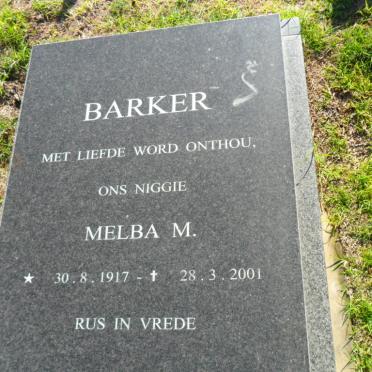 BARKER
MET LIEFDE WORD ONTHOU,
ONS NIGGIE
MELBA M.
★ 30.8.1917 - ✝ 28.3.2001
RUS IN VREDE